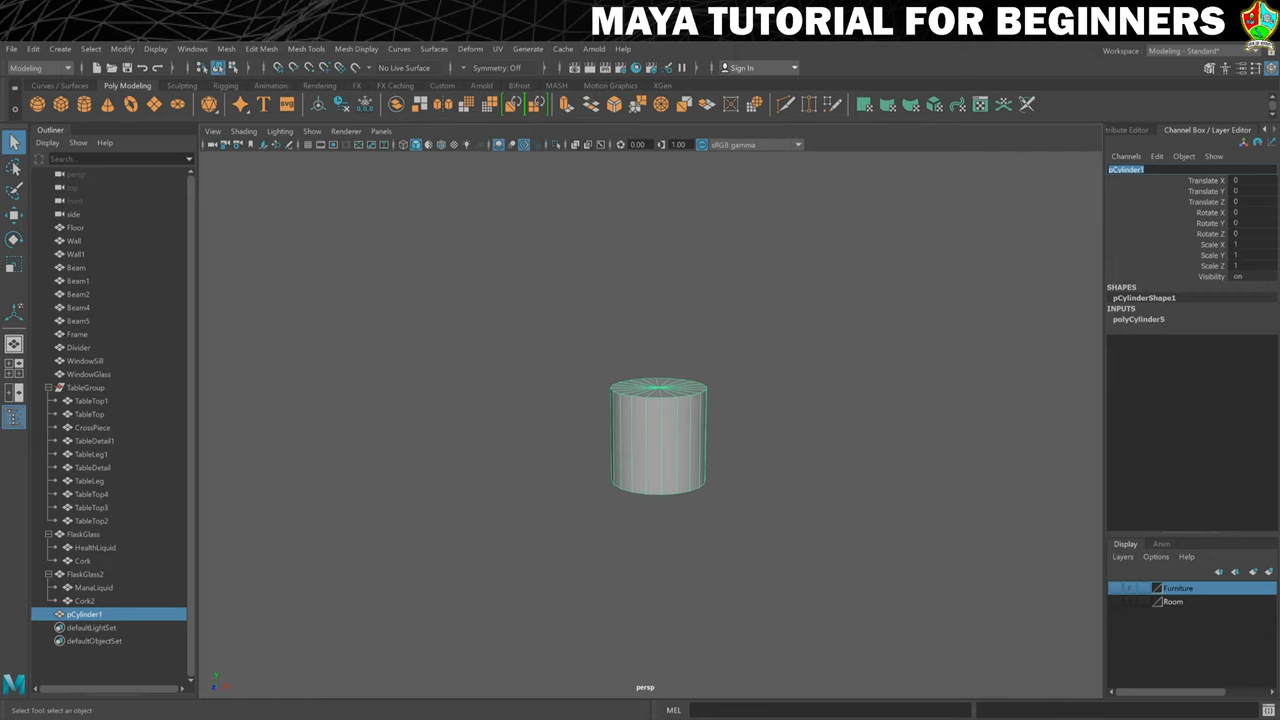 MAYA TUTORIAL FOR BEGINNERS
File Edit Create Select Modify Display Windows Mesh Edit Mesh Mesh Tools Mesh Display Curves Surfaces Deform UV Generate Cache Arnold Help
Workspace: Modeling - Standard*
Modeling No Live Surface Symmetry: Off Sign In
Curves / Surfaces Poly Modeling Sculpting Rigging Animation Rendering FX FX Caching Custom Arnold Bifrost MASH Motion Graphics XGen
Outliner
Display Show Help
Search...
persp
top
front
side
Floor
Wall
Wall1
Beam
Beam1
Beam2
Beam4
Beam5
Frame
Divider
WindowSill
WindowGlass
TableGroup
TableTop1
TableTop
CrossPiece
TableDetail1
TableLeg1
TableDetail
TableLeg
TableTop4
TableTop3
TableTop2
FlaskGlass
HealthLiquid
Cork
FlaskGlass2
ManaLiquid
Cork2
pCylinder1
defaultLightSet
defaultObjectSet
View Shading Lighting Show Renderer Panels
0.00 1.00 sRGB gamma
persp
y
z
bute Editor Channel Box / Layer Editor
Channels Edit Object Show
pCylinder1
Translate X 0
Translate Y 0
Translate Z 0
Rotate X 0
Rotate Y 0
Rotate Z 0
Scale X 1
Scale Y 1
Scale Z 1
Visibility on
SHAPES
pCylinderShape1
INPUTS
polyCylinder5
Display Anim
Layers Options Help
P Furniture
Room
Select Tool: select an object
MEL